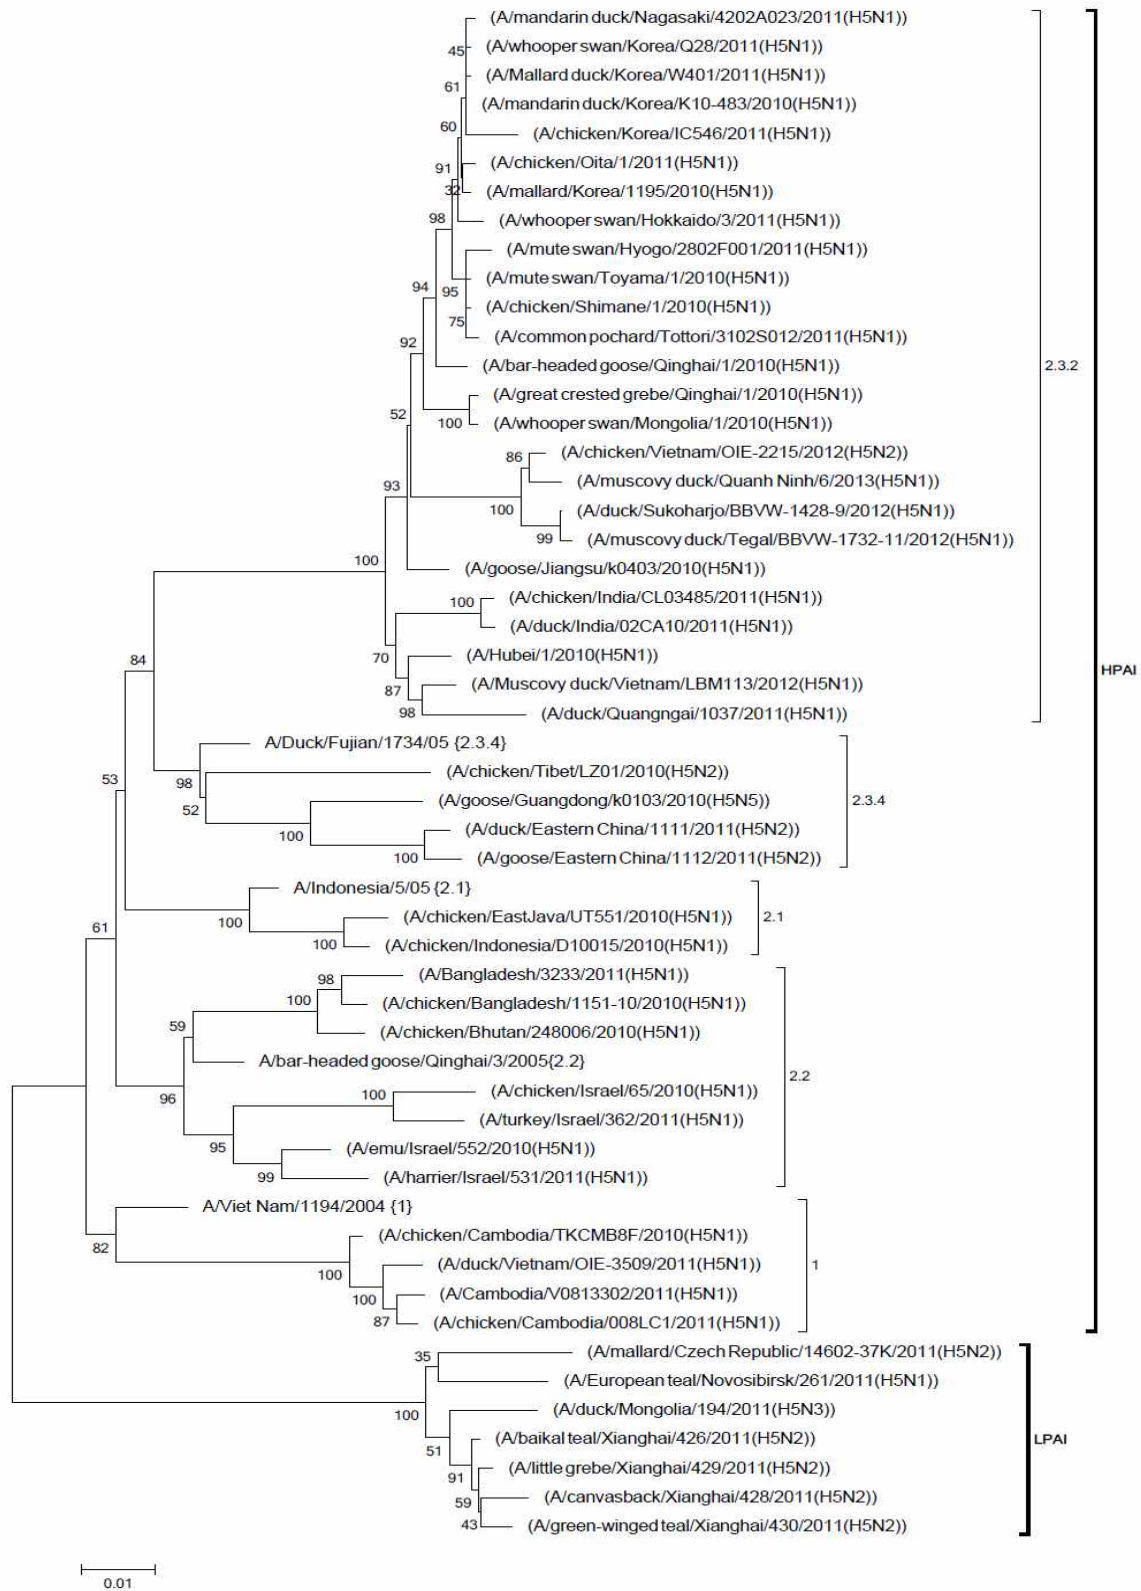 (A/mandarin duck/Nagasaki/4202A023/2011(H5N1))
45
(A/whooper swan/Korea/Q28/2011(H5N1))
(A/Mallard duck/Korea/W401/2011(H5N1))
61
(A/mandarin duck/Korea/K10-483/2010(H5N1))
60
(A/chicken/Korea/IC546/2011(H5N1))
(A/chicken/Oita/1/2011(H5N1))
91
32
(A/mallard/Korea/1195/2010(H5N1))
98
(A/whooper swan/Hokkaido/3/2011(H5N1))
(A/mute swan/Hyogo/2802F001/2011(H5N1))
(A/mute swan/Toyama/1/2010(H5N1))
94
95
(A/chicken/Shimane/1/2010(H5N1))
75
(A/common pochard/Tottori/3102S012/2011(H5N1))
92
(A/bar-headed goose/Qinghai/1/2010(H5N1))
2.3.2
(A/great crested grebe/Qinghai/1/2010(H5N1))
52
100
(A/whooper swan/Mongolia/1/2010(H5N1))
86
(A/chicken/Vietnam/OIE-2215/2012(H5N2))
(A/muscovy duck/Quanh Ninh/6/2013(H5N1))
93
100
(A/duck/Sukoharjo/BBVW-1428-9/2012(H5N1))
99
(A/muscovy duck/Tegal/BBVW-1732-11/2012(H5N1))
100
(A/goose/Jiangsu/k0403/2010(H5N1))
100
(A/chicken/India/CL03485/2011(H5N1))
(A/duck/India/02CA10/2011(H5N1))
84
70
(A/Hubei/1/2010(H5N1))
HPAI
87
(A/Muscovy duck/Vietnam/LBM113/2012(H5N1))
98
(A/duck/Quangngai/1037/2011(H5N1))
A/Duck/Fujian/1734/05 {2.3.4}
53
98
(A/chicken/Tibet/LZ01/2010(H5N2))
52
(A/goose/Guangdong/k0103/2010(H5N5))
2.3.4
100
(A/duck/Eastern China/1111/2011(H5N2))
100
(A/goose/Eastern China/1112/2011(H5N2))
A/Indonesia/5/05 {2.1}
61
100
(A/chicken/EastJava/UT551/2010(H5N1))
2.1
100
(A/chicken/Indonesia/D10015/2010(H5N1))
98
(A/Bangladesh/3233/2011(H5N1))
100
(A/chicken/Bangladesh/1151-10/2010(H5N1))
59
(A/chicken/Bhutan/248006/2010(H5N1))
A/bar-headed goose/Qinghai/3/2005{2.2}
2.2
96
100
(A/chicken/Israel/65/2010(H5N1))
(A/turkey/Israel/362/2011(H5N1))
95
(A/emu/Israel/552/2010(H5N1))
99
(A/harrier/Israel/531/2011(H5N1))
A/Viet Nam/1194/2004 {1}
82
(A/chicken/Cambodia/TKCMB8F/2010(H5N1))
100
(A/duck/Vietnam/OIE-3509/2011(H5N1))
1
100
(A/Cambodia/V0813302/2011(H5N1))
87
(A/chicken/Cambodia/008LC1/2011(H5N1))
35
(A/mallard/Czech Republic/14602-37K/2011(H5N2))
(A/European teal/Novosibirsk/261/2011(H5N1))
100
(A/duck/Mongolia/194/2011(H5N3))
51
(A/baikal teal/Xianghai/426/2011(H5N2))
LPAI
91
(A/little grebe/Xianghai/429/2011(H5N2))
59
(A/canvasback/Xianghai/428/2011(H5N2))
43
(A/green-winged teal/Xianghai/430/2011(H5N2))
0.01